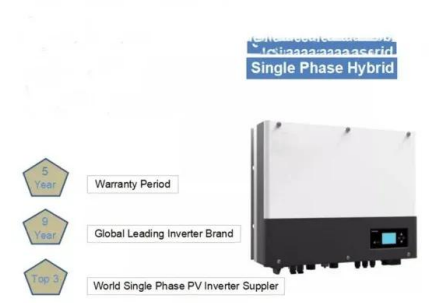 Single Phase Hybrid
5
Year
Warranty Period
9
Year
Global Leading Inverter Brand
Top 3
World Single Phase PV Inverter Suppler